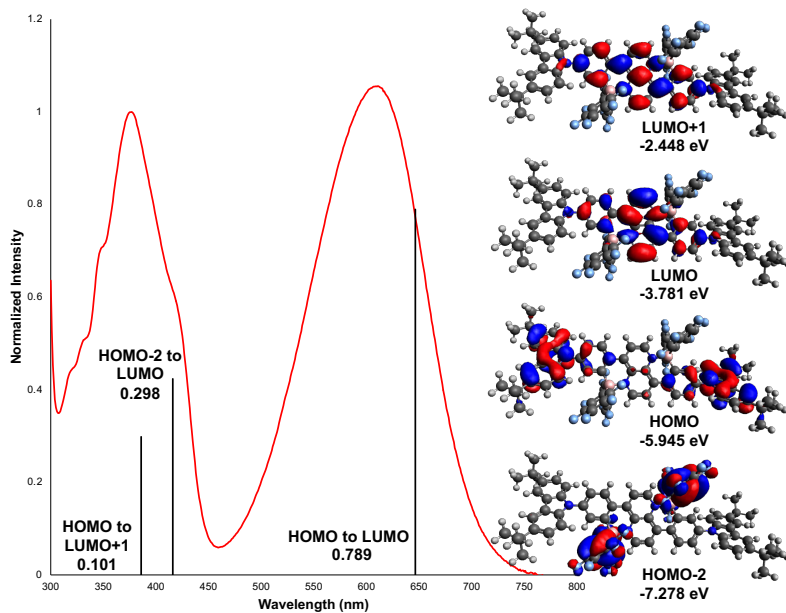 1.2
1
0.8
0.6
0.4
0.2
0
Normalized Intensity
300
350
400
450
500
550
600
650
700
750
800
Wavelength (nm)
HOMO-2 to
LUMO
0.298
HOMO to
LUMO+1
0.101
HOMO to LUMO
0.789
LUMO+1
-2.448 eV
LUMO
-3.781 eV
HOMO
-5.945 eV
HOMO-2
-7.278 eV